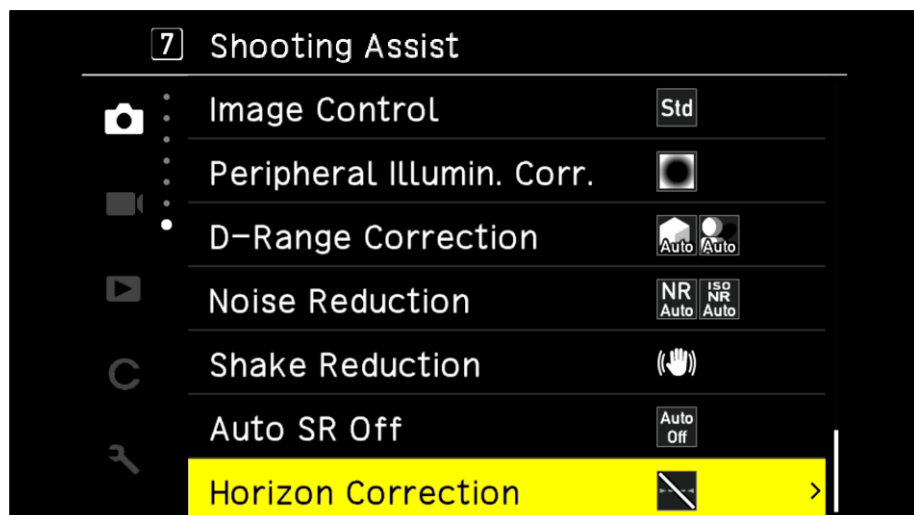 7 Shooting Assist
Image Control Std
Peripheral Illumin. Corr.
D-Range Correction Auto Auto
Noise Reduction NR Auto ISO NR Auto
Shake Reduction
C
Auto SR Off Auto Off
Horizon Correction >